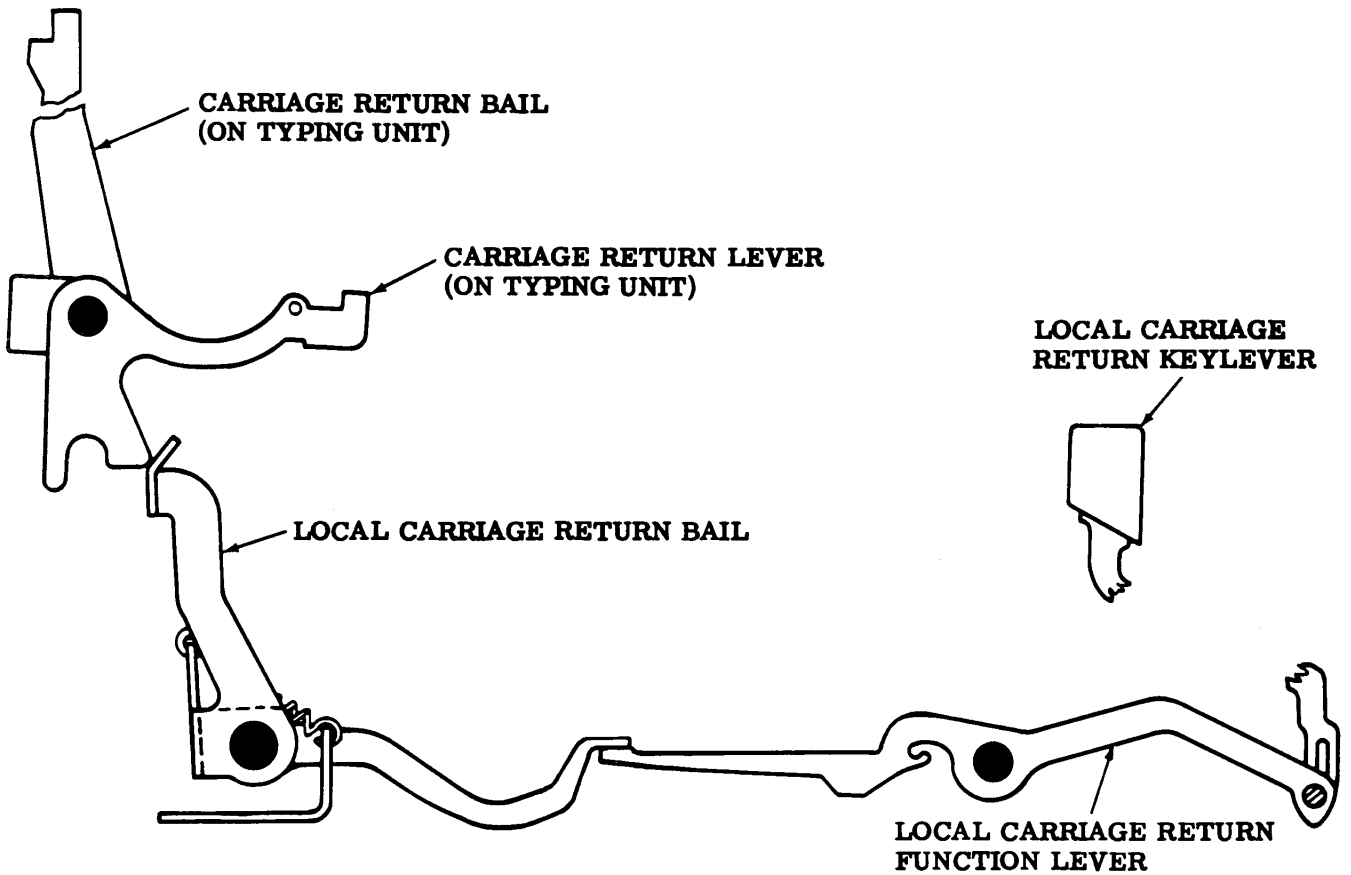 CARRIAGE RETURN BAIL
(ON TYPING UNIT)
CARRIAGE RETURN LEVER
(ON TYPING UNIT)
LOCAL CARRIAGE
RETURN KEYLEVER
LOCAL CARRIAGE RETURN BAIL
LOCAL CARRIAGE RETURN
FUNCTION LEVER